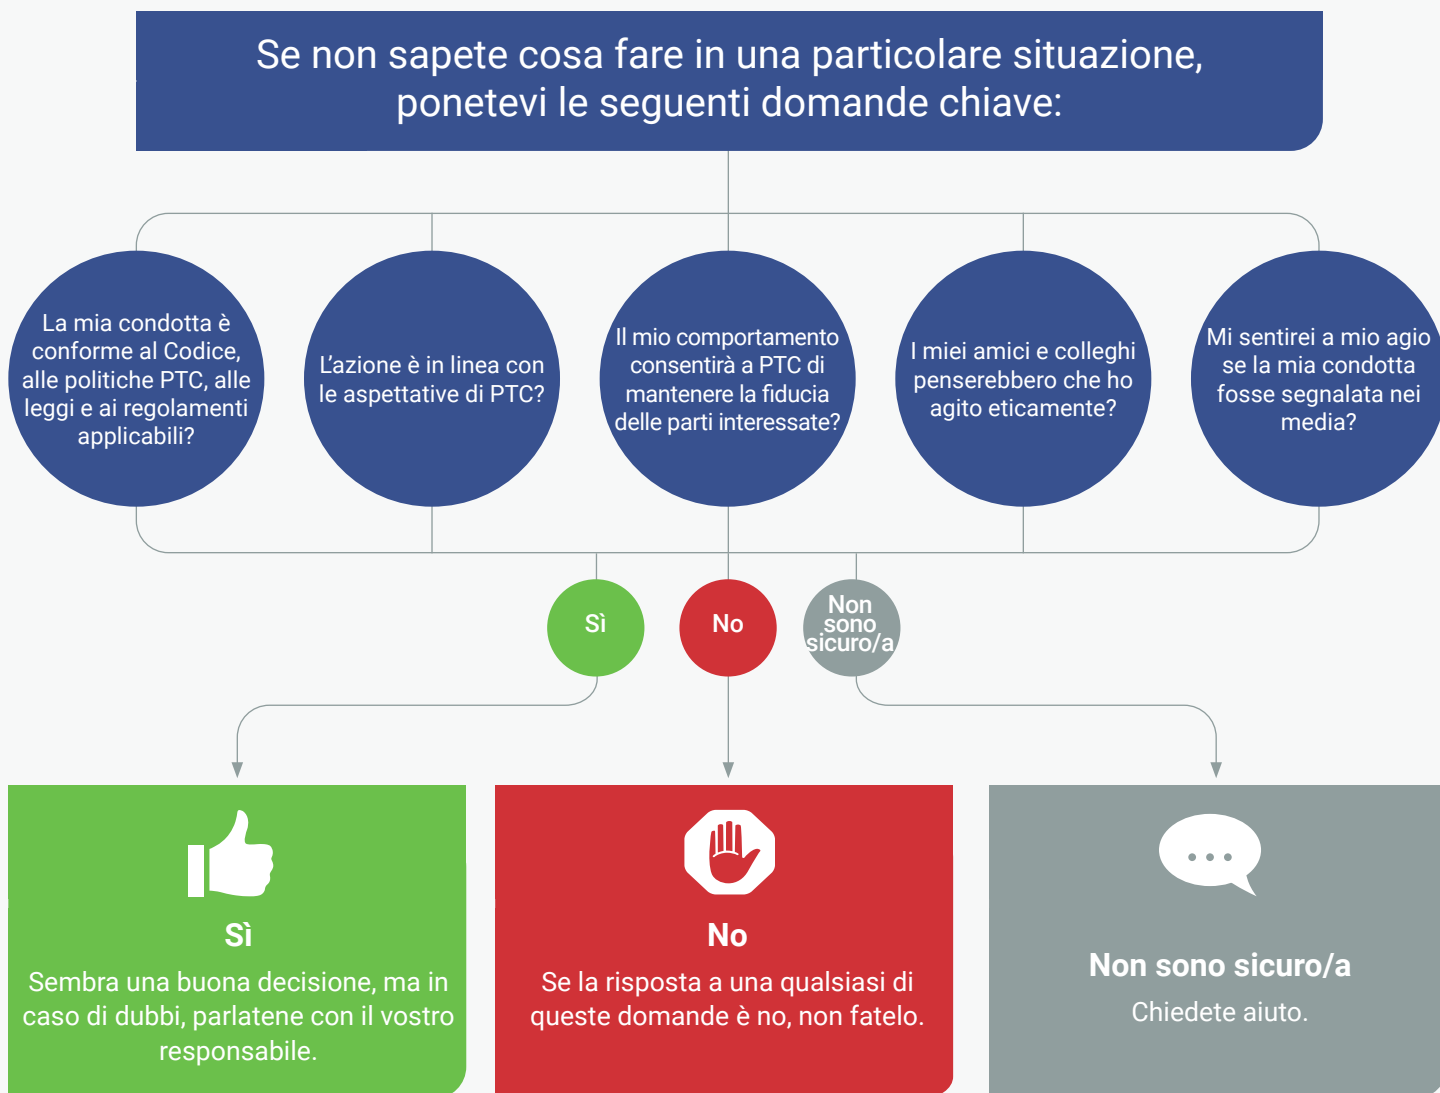 Se non sapete cosa fare in una particolare situazione,
ponetevi le seguenti domande chiave:
La mia condotta è
conforme al Codice,
alle politiche PTC, alle
leggi e ai regolamenti
applicabili?
L’azione è in linea con
le aspettative di PTC?
Il mio comportamento
consentirà a PTC di
mantenere la fiducia
delle parti interessate?
I miei amici e colleghi
penserebbero che ho
agito eticamente?
Mi sentirei a mio agio
se la mia condotta
fosse segnalata nei
media?
Sì
No
Non
sono
sicuro/a
Sì
Sembra una buona decisione, ma in
caso di dubbi, parlatene con il vostro
responsabile.
No
Se la risposta a una qualsiasi di
queste domande è no, non fatelo.
Non sono sicuro/a
Chiedete aiuto.